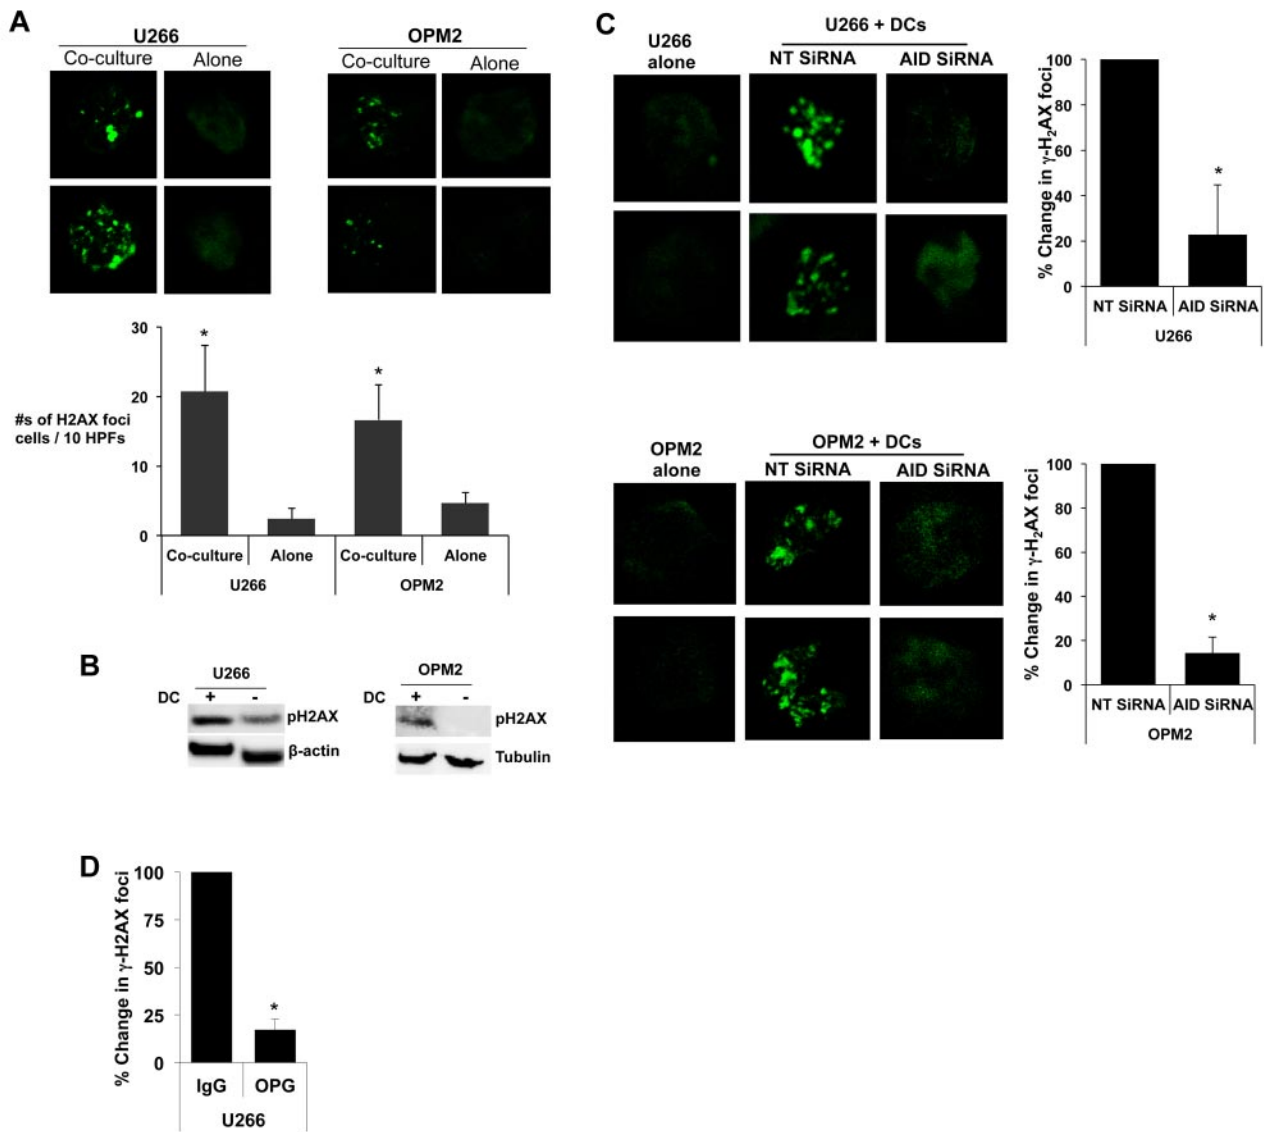 A
U266
Co-culture Alone
OPM2
Co-culture Alone
30
20
10
0
#s of H2AX foci
cells / 10 HPFs
* *
Co-culture Alone Co-culture Alone
U266 OPM2
B
U266
DC + -
pH2AX
β-actin
OPM2
DC + -
pH2AX
Tubulin
C
U266
alone
U266 + DCs
NT SiRNA AID SiRNA
% Change in γ-H2AX foci
100
80
60
40
20
0
*
NT SiRNA AID SiRNA
U266
OPM2
alone
OPM2 + DCs
NT SiRNA AID SiRNA
% Change in γ-H2AX foci
100
80
60
40
20
0
*
NT SiRNA AID SiRNA
OPM2
D
% Change in γ-H2AX foci
100
75
50
25
0
*
IgG OPG
U266